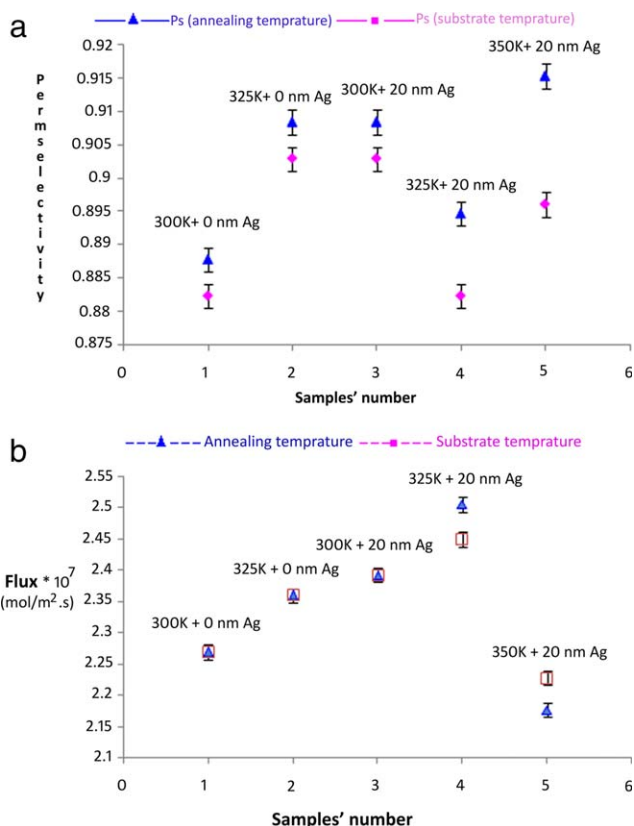 a
Ps (annealing temprature) Ps (substrate temprature)
Permselectivity
0.92
0.915
0.91
0.905
0.9
0.895
0.89
0.885
0.88
0.875
300K+ 0 nm Ag
325K+ 0 nm Ag
300K+ 20 nm Ag
325K+ 20 nm Ag
350K+ 20 nm Ag
0 1 2 3 4 5 6
Samples' number
b
Annealing temprature Substrate temprature
Flux * 10⁷
(mol/m².s)
2.55
2.5
2.45
2.4
2.35
2.3
2.25
2.2
2.15
2.1
300K + 0 nm Ag
325K + 0 nm Ag
300K + 20 nm Ag
325K + 20 nm Ag
350K + 20 nm Ag
0 1 2 3 4 5 6
Samples' number